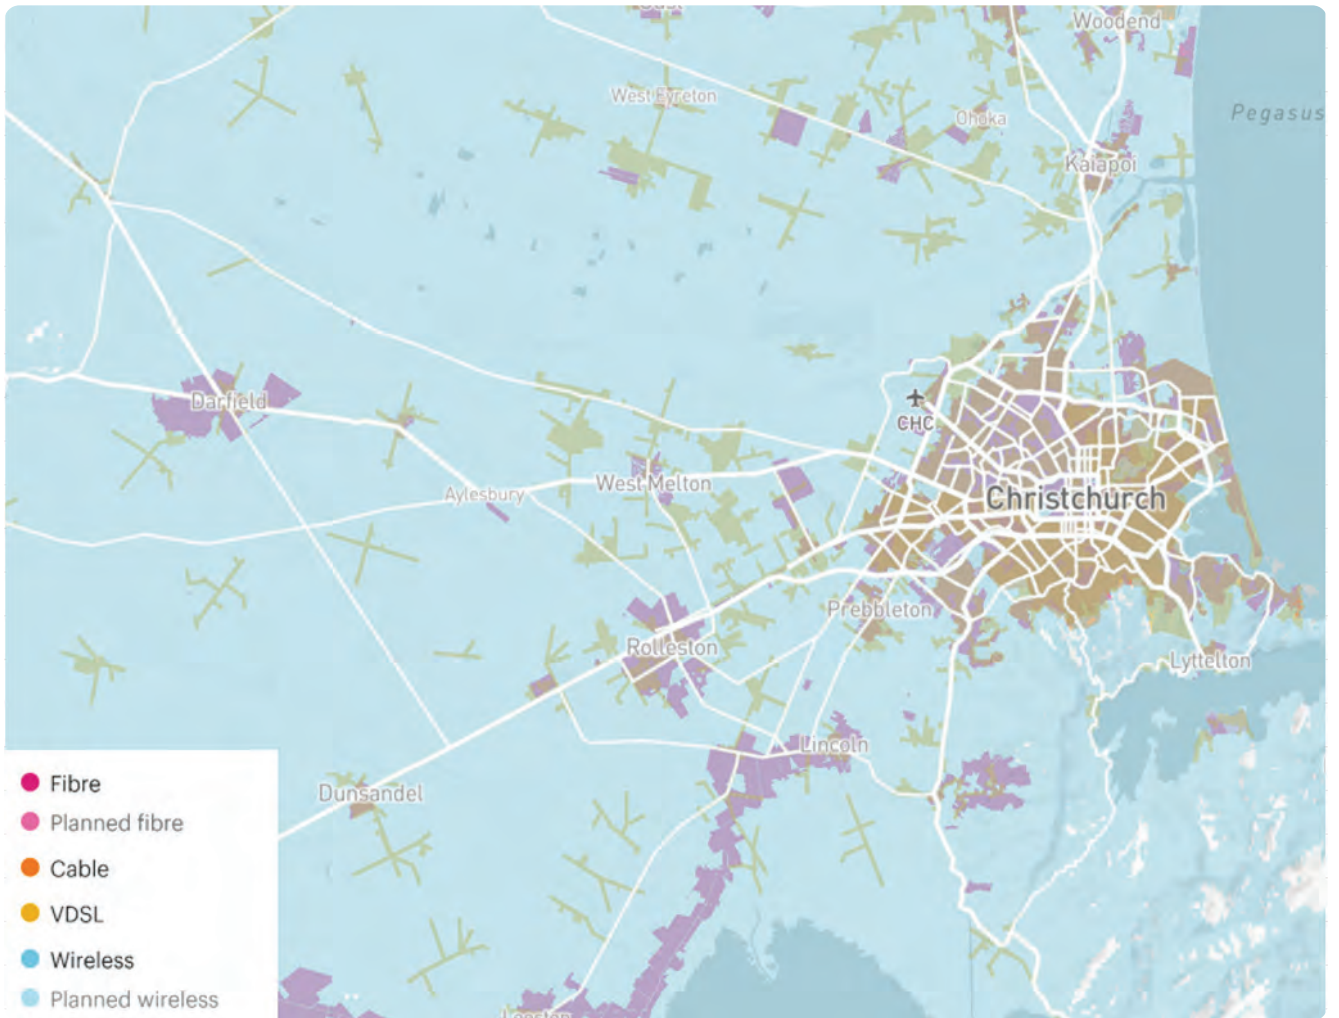 Woodend
West Eyreton
Pegasus
Ohoka
Kaiapoi
Darfield
CHC
West Melton
Aylesbury
Christchurch
Prebbleton
Rolleston
Lyttelton
Lincoln
Dunsandel
Fibre
Planned fibre
Cable
VDSL
Wireless
Planned wireless